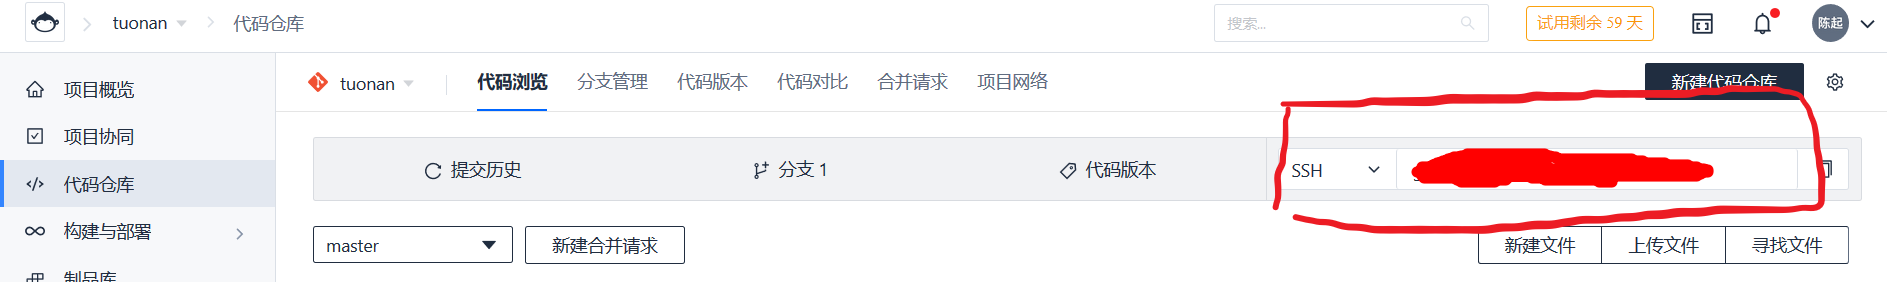 tuonan
代码仓库
搜索...
试用剩余 59 天
陈起
项目概览
项目协同
代码仓库
构建与部署
制品库
tuonan
代码浏览
分支管理
代码版本
代码对比
合并请求
项目网络
新建代码仓库
提交历史
分支 1
代码版本
SSH
master
新建合并请求
新建文件
上传文件
寻找文件